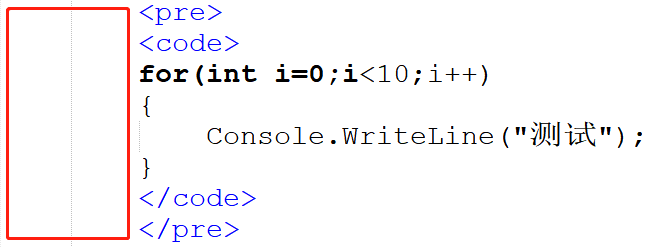 <pre>
<code>
for(int i=0;i<10;i++)
{
    Console.WriteLine("测试");
}
</code>
</pre>